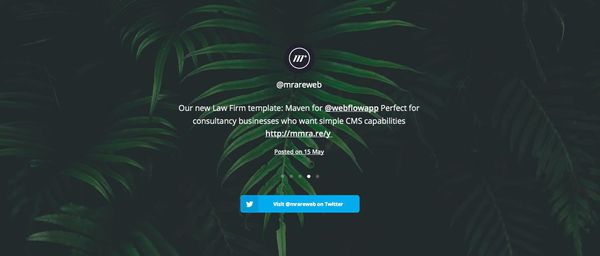 mr
@mrareweb
Our new Law Firm template: Maven for @webflowapp Perfect for
consultancy businesses who want simple CMS capabilities
http://mmra.re/y
Posted on 15 May
Visit @mrareweb on Twitter